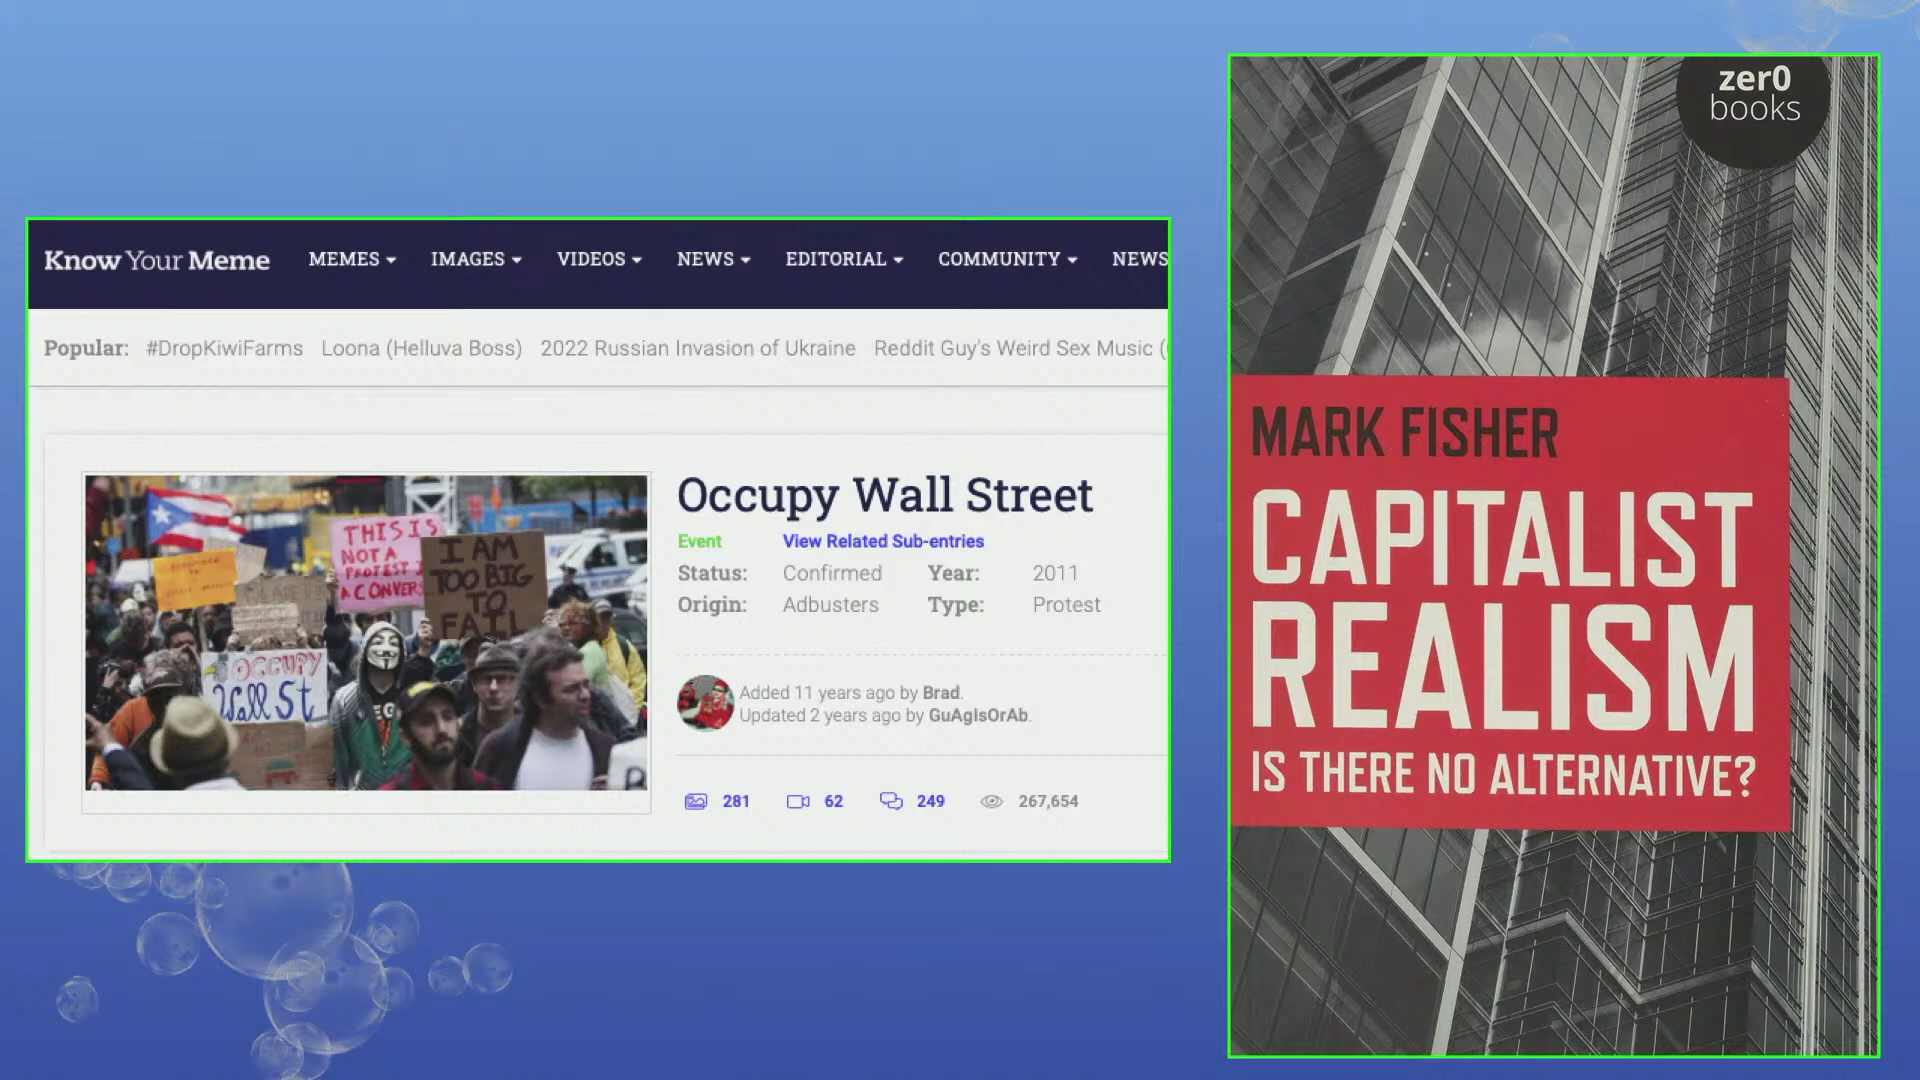 Know Your Meme
MEMES
IMAGES
VIDEOS
NEWS
EDITORIAL
COMMUNITY
NEWS
Popular:
#DropKiwiFarms
Loona (Helluva Boss)
2022 Russian Invasion of Ukraine
Reddit Guy's Weird Sex Music (
THIS IS
NOT A
PROTEST
A CONVERS
I AM
TOO BIG
TO
FAIL
OCCUPY
Wall St
Occupy Wall Street
Event View Related Sub-entries
Status: Confirmed Year: 2011
Origin: Adbusters Type: Protest
Added 11 years ago by Brad.
Updated 2 years ago by GuAgIsOrAb.
281 62 249 267,654
zer0
books
MARK FISHER
CAPITALIST
REALISM
IS THERE NO ALTERNATIVE?